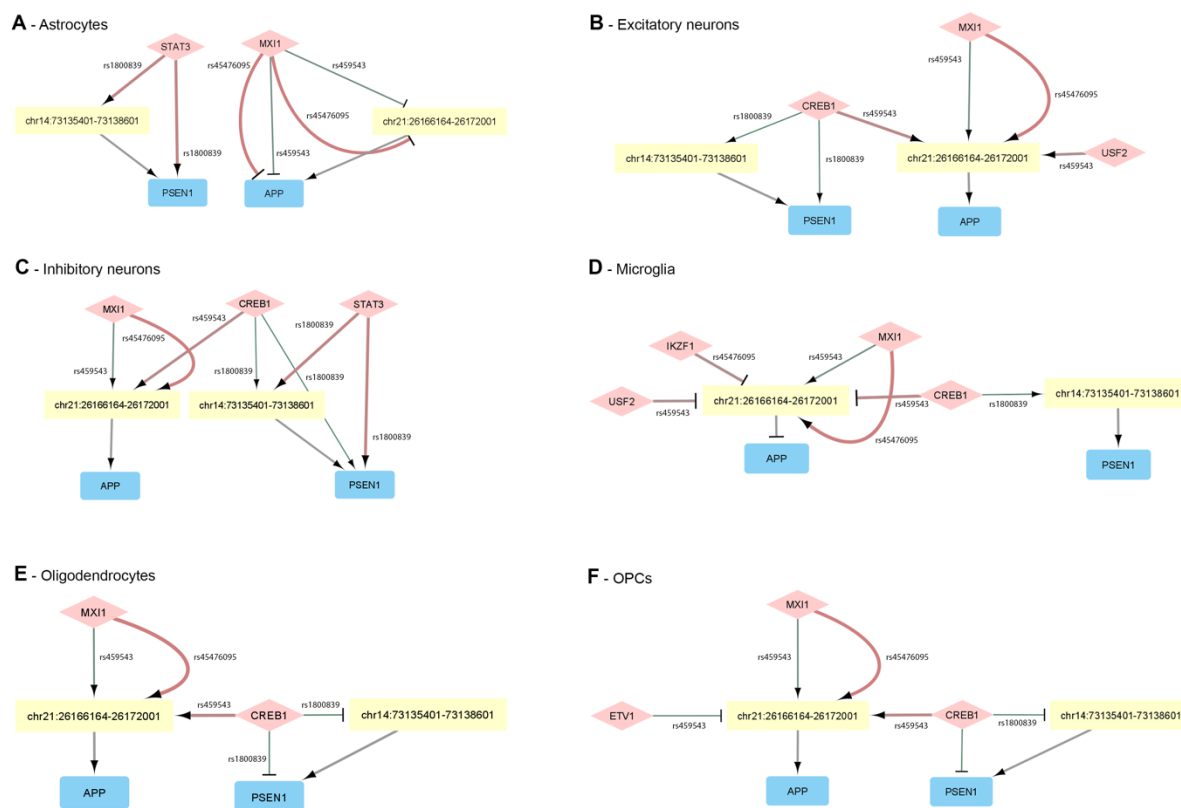 A - Astrocytes
STAT3
MXI1
rs1800839
rs45476095
rs459543
chr14:73135401-73138601
rs45476095
chr21:26166164-26172001
rs1800839
rs459543
PSEN1
APP
B - Excitatory neurons
MXI1
rs459543
rs45476095
CREB1
rs1800839
rs459543
chr14:73135401-73138601
rs1800839
chr21:26166164-26172001
USF2
rs459543
PSEN1
APP
C - Inhibitory neurons
MXI1
CREB1
STAT3
rs459543
rs45476095
rs1800839
rs459543
rs1800839
rs1800839
chr21:26166164-26172001
chr14:73135401-73138601
rs1800839
APP
PSEN1
D - Microglia
IKZF1
MXI1
rs45476095
rs459543
USF2
rs459543
chr21:26166164-26172001
rs459543
CREB1
rs1800839
chr14:73135401-73138601
rs45476095
APP
PSEN1
E - Oligodendrocytes
MXI1
rs459543
rs45476095
chr21:26166164-26172001
rs459543
CREB1
rs1800839
chr14:73135401-73138601
rs1800839
APP
PSEN1
F - OPCs
MXI1
rs459543
rs45476095
ETV1
rs459543
chr21:26166164-26172001
rs459543
CREB1
rs1800839
chr14:73135401-73138601
APP
PSEN1